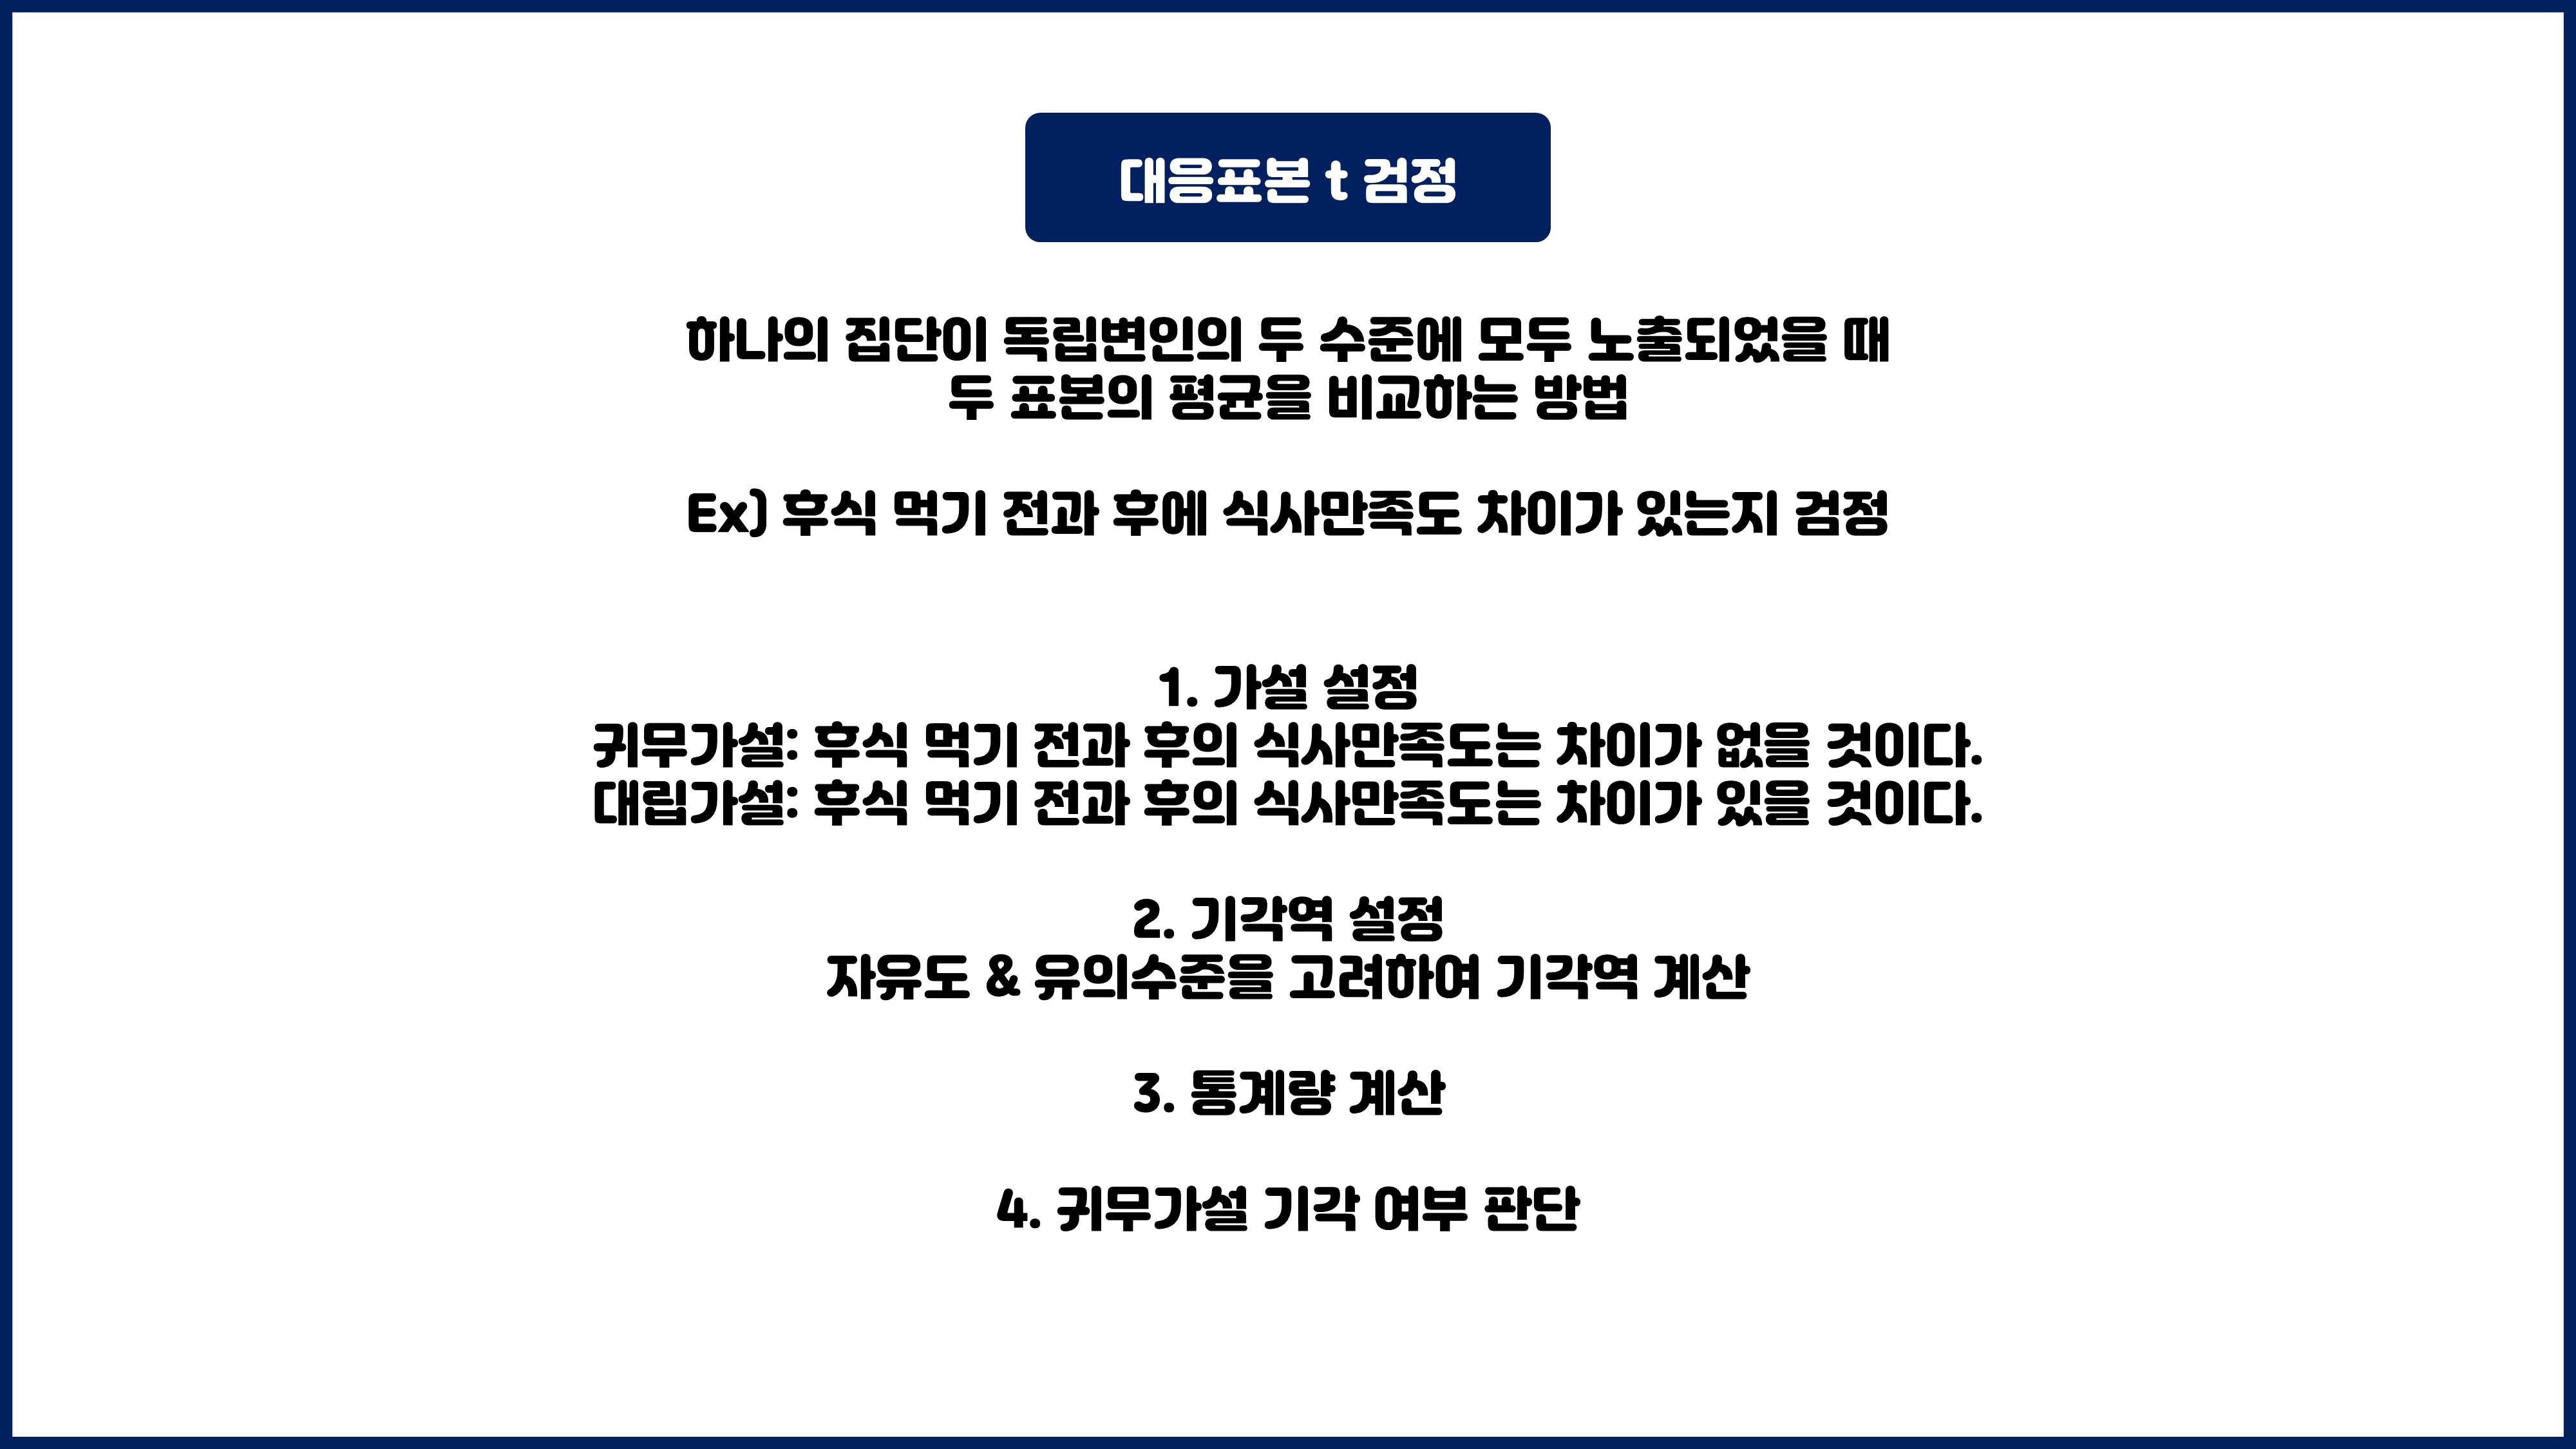 대응표본 t 검정
하나의 집단이 독립변인의 두 수준에 모두 노출되었을 때
두 표본의 평균을 비교하는 방법
Ex) 후식 먹기 전과 후에 식사만족도 차이가 있는지 검정
1. 가설 설정
귀무가설: 후식 먹기 전과 후의 식사만족도는 차이가 없을 것이다.
대립가설: 후식 먹기 전과 후의 식사만족도는 차이가 있을 것이다.
2. 기각역 설정
자유도 & 유의수준을 고려하여 기각역 계산
3. 통계량 계산
4. 귀무가설 기각 여부 판단